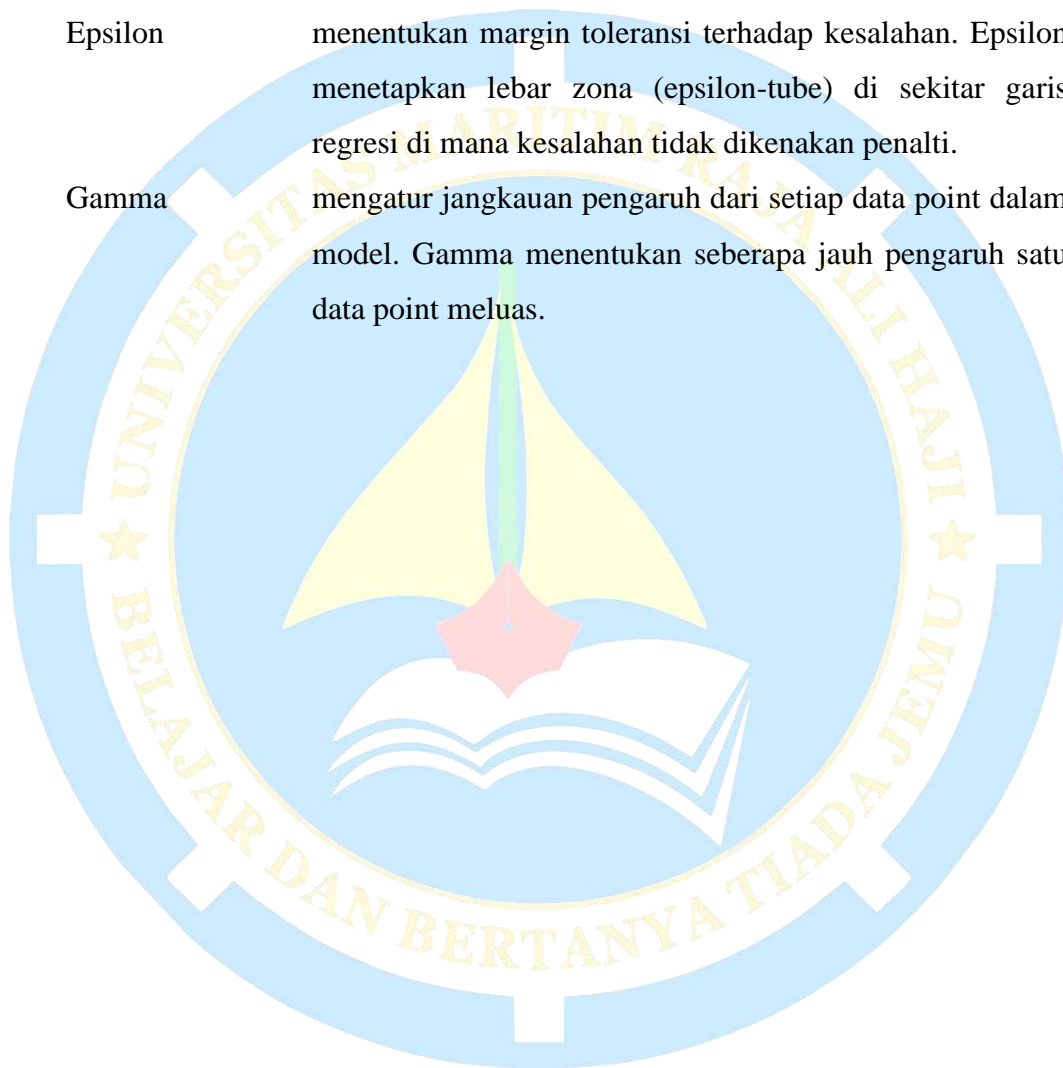 Epsilon menentukan margin toleransi terhadap kesalahan. Epsilon
menetapkan lebar zona (epsilon-tube) di sekitar garis
regresi di mana kesalahan tidak dikenakan penalti.
Gamma mengatur jangkauan pengaruh dari setiap data point dalam
model. Gamma menentukan seberapa jauh pengaruh satu
data point meluas.
UNIVERSITAS MARITIM RAJA ALI HAJI
BELAJAR DAN BERTANYA TIADA JEMU